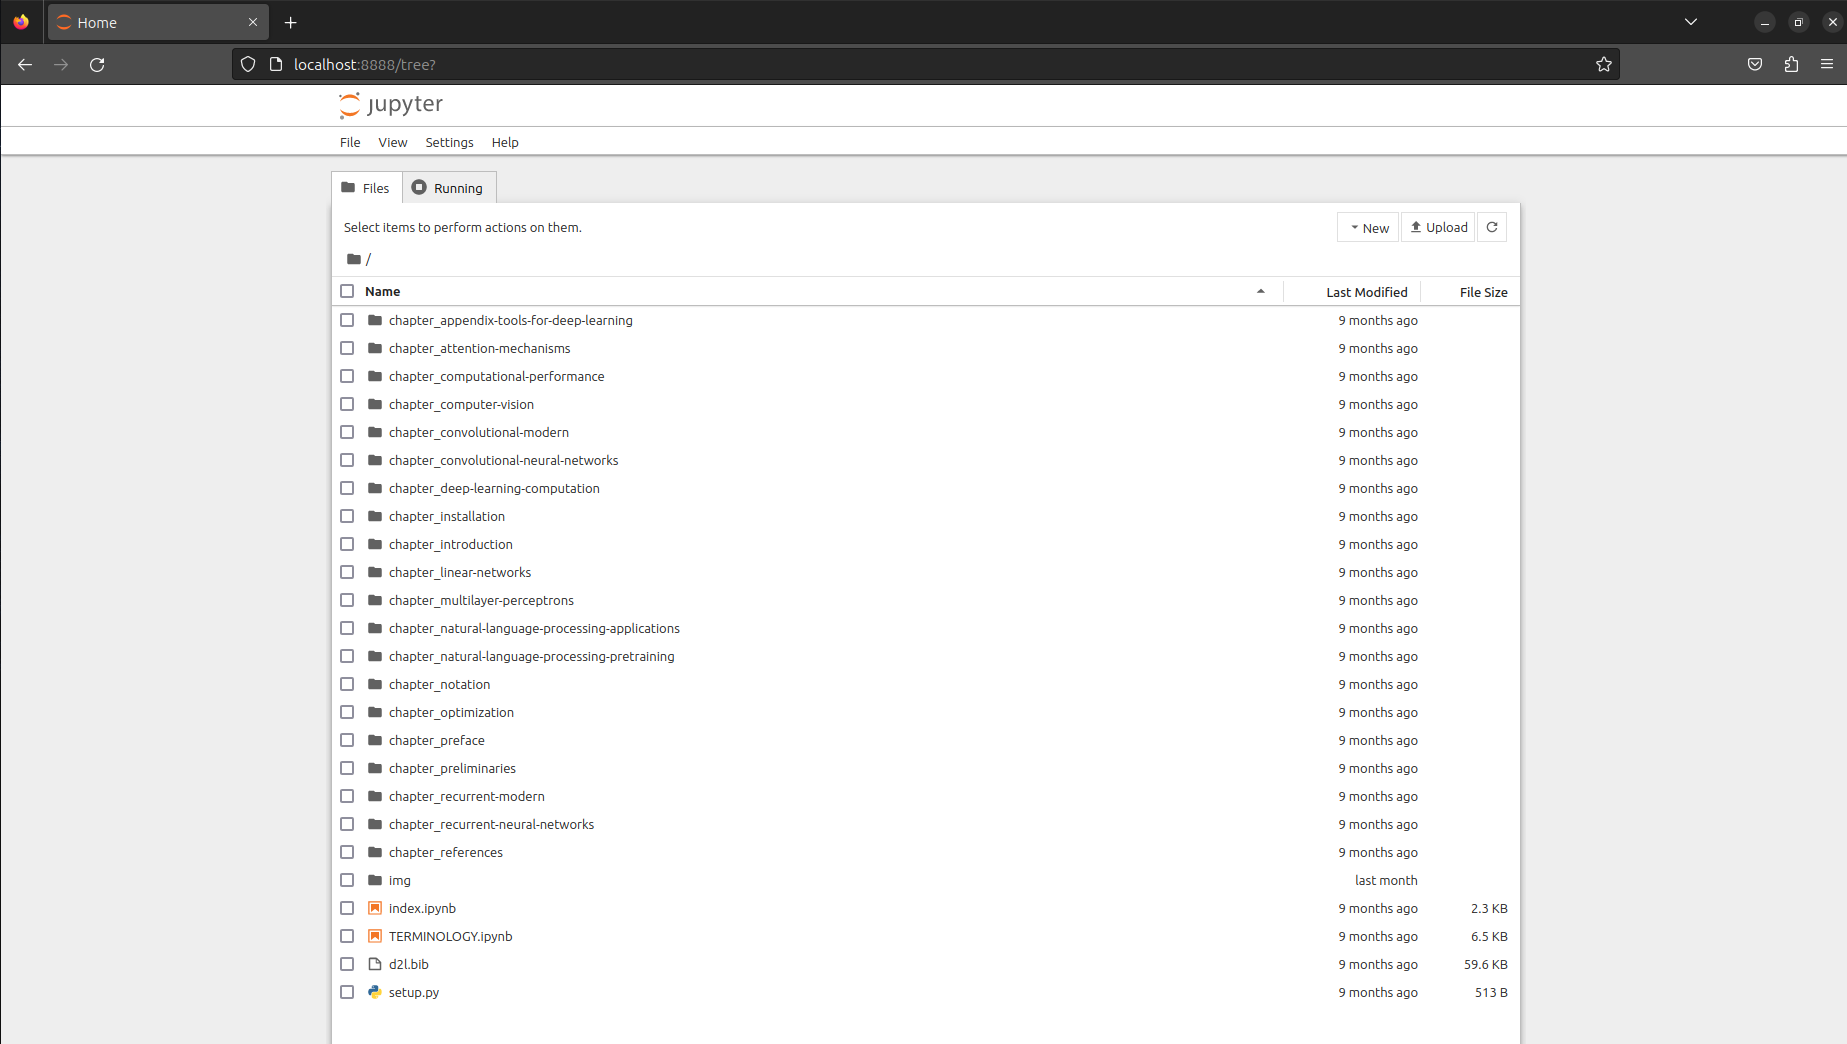 Home
localhost:8888/tree?
jupyter
File View Settings Help
Files Running
Select items to perform actions on them. New Upload
/
Name Last Modified File Size
chapter_appendix-tools-for-deep-learning 9 months ago
chapter_attention-mechanisms 9 months ago
chapter_computational-performance 9 months ago
chapter_computer-vision 9 months ago
chapter_convolutional-modern 9 months ago
chapter_convolutional-neural-networks 9 months ago
chapter_deep-learning-computation 9 months ago
chapter_installation 9 months ago
chapter_introduction 9 months ago
chapter_linear-networks 9 months ago
chapter_multilayer-perceptrons 9 months ago
chapter_natural-language-processing-applications 9 months ago
chapter_natural-language-processing-pretraining 9 months ago
chapter_notation 9 months ago
chapter_optimization 9 months ago
chapter_preface 9 months ago
chapter_preliminaries 9 months ago
chapter_recurrent-modern 9 months ago
chapter_recurrent-neural-networks 9 months ago
chapter_references 9 months ago
img last month
index.ipynb 9 months ago 2.3 KB
TERMINOLOGY.ipynb 9 months ago 6.5 KB
d2l.bib 9 months ago 59.6 KB
setup.py 9 months ago 513 B